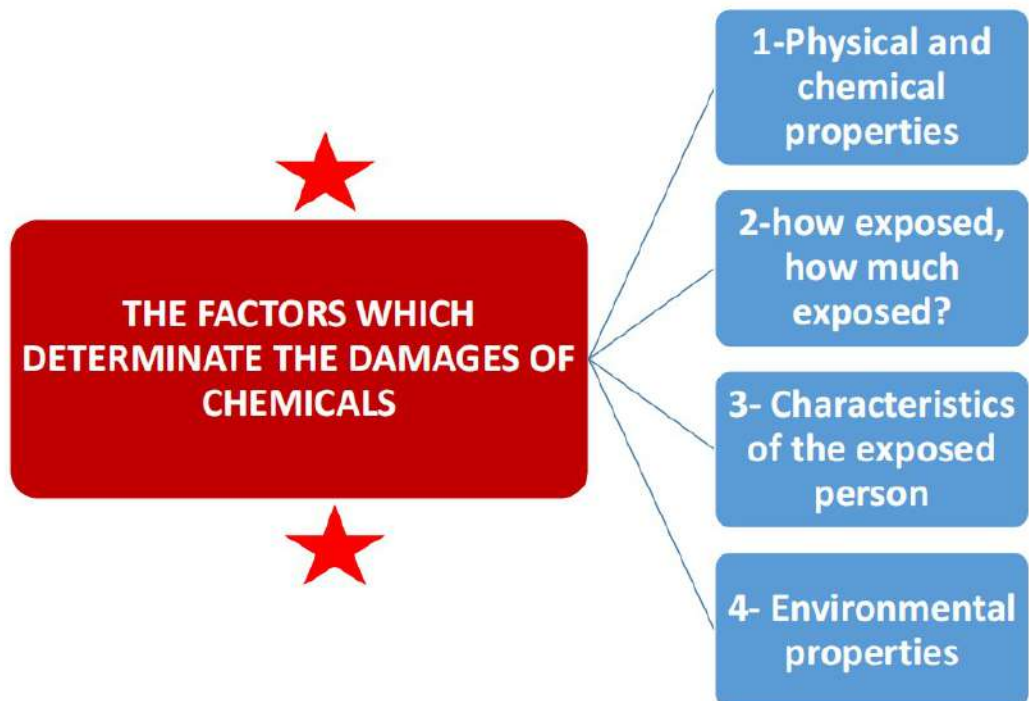 THE FACTORS WHICH
DETERMINATE THE DAMAGES OF
CHEMICALS
1-Physical and
chemical
properties
2-how exposed,
how much
exposed?
3- Characteristics
of the exposed
person
4- Environmental
properties